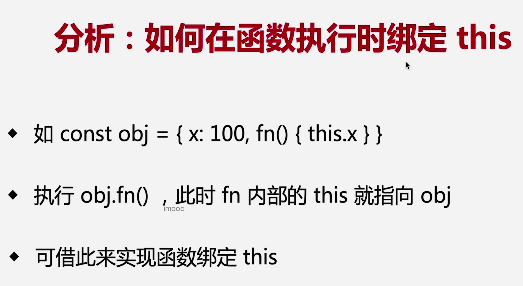 分析：如何在函数执行时绑定 this
◆ 如 const obj = { x: 100, fn() { this.x } }
◆ 执行 obj.fn() ，此时 fn 内部的 this 就指向 obj
imooc
◆ 可借此来实现函数绑定 this